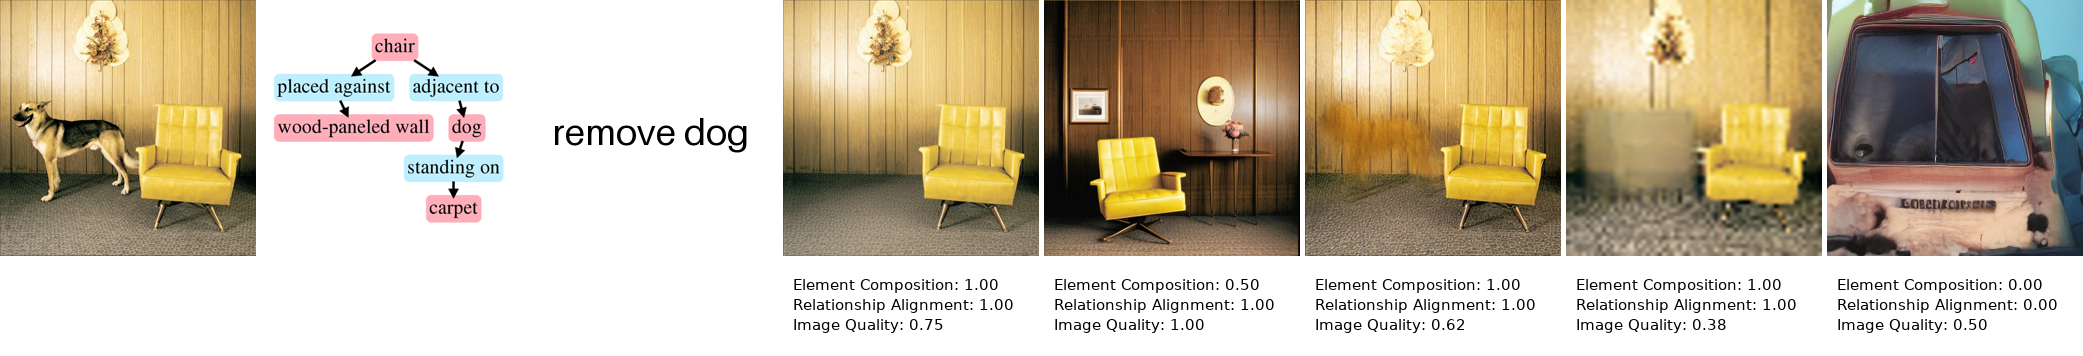 chair
placed against
adjacent to
wood-paneled wall
dog
standing on
carpet
remove dog
Element Composition: 1.00
Relationship Alignment: 1.00
Image Quality: 0.75
Element Composition: 0.50
Relationship Alignment: 1.00
Image Quality: 1.00
Element Composition: 1.00
Relationship Alignment: 1.00
Image Quality: 0.62
Element Composition: 1.00
Relationship Alignment: 1.00
Image Quality: 0.38
Element Composition: 0.00
Relationship Alignment: 0.00
Image Quality: 0.50